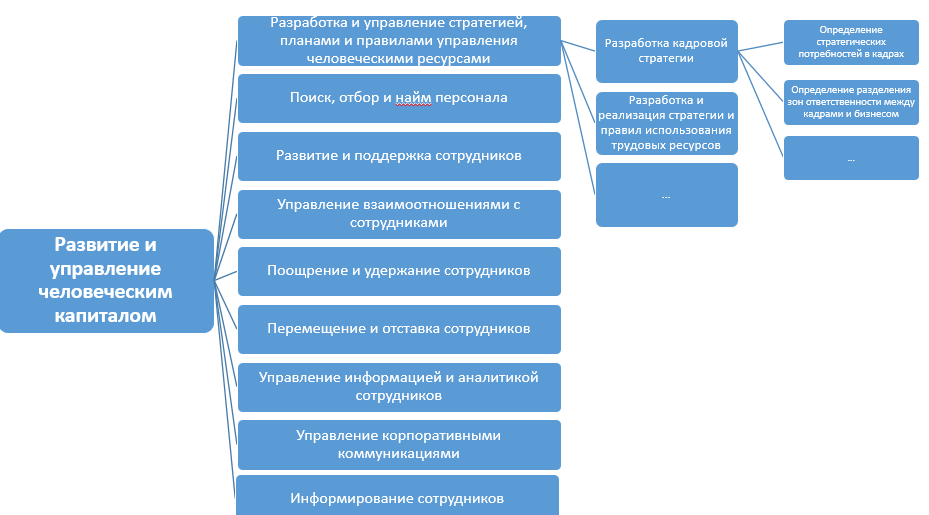 Развитие и
управление
человеческим
капиталом
Разработка и управление стратегией,
планами и правилами управления
человеческими ресурсами
Поиск, отбор и найм персонала
Развитие и поддержка сотрудников
Управление взаимоотношениями с
сотрудниками
Поощрение и удержание сотрудников
Перемещение и отставка сотрудников
Управление информацией и аналитикой
сотрудников
Управление корпоративными
коммуникациями
Информирование сотрудников
Разработка кадровой
стратегии
Разработка и
реализация стратегии и
правил использования
трудовых ресурсов
...
Определение
стратегических
потребностей в кадрах
Определение разделения
зон ответственности между
кадрами и бизнесом
...